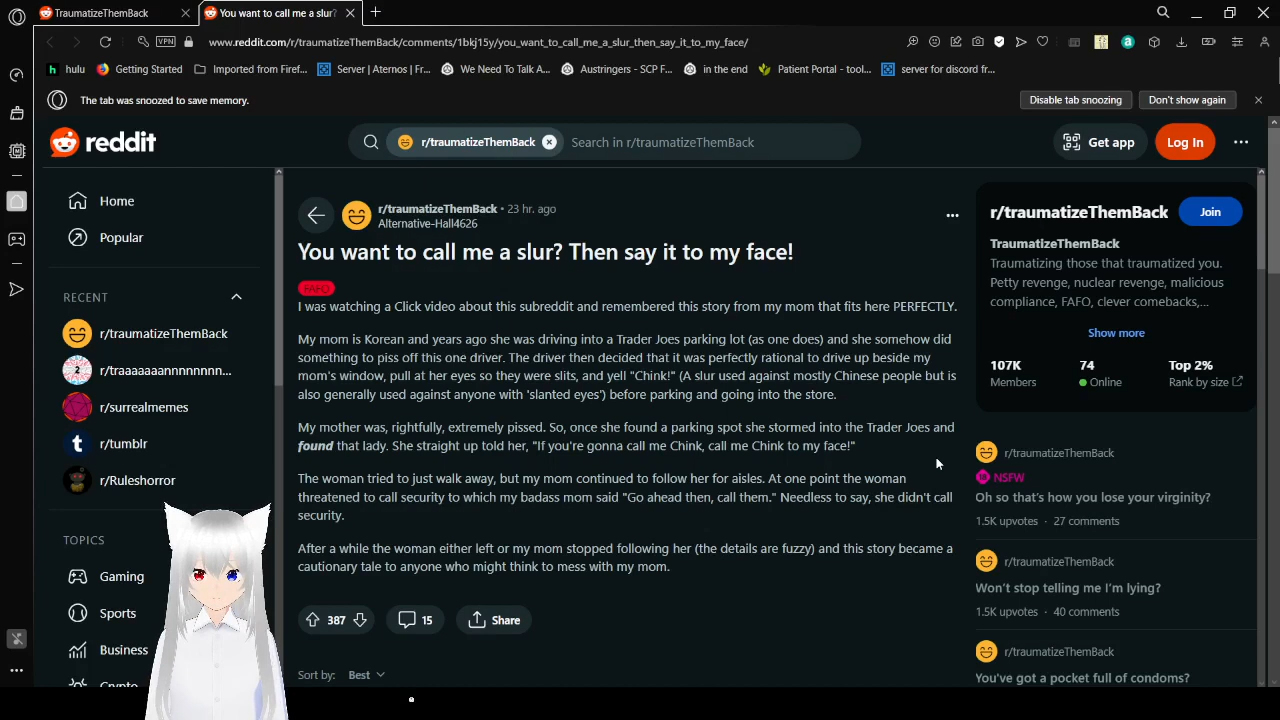 TraumatizeThemBack
You want to call me a slur?
VPN
www.reddit.com/r/traumatizeThemBack/comments/1bkj15y/you_want_to_call_me_a_slur_then_say_it_to_my_face/
hulu
Getting Started
Imported from Firef...
Server | Aternos | Fr...
We Need To Talk A...
Austringers - SCP F...
in the end
Patient Portal - tool...
server for discord fr...
The tab was snoozed to save memory.
Disable tab snoozing
Don't show again
reddit
r/traumatizeThemBack
Search in r/traumatizeThemBack
Get app
Log In
Home
Popular
RECENT
r/traumatizeThemBack
r/traaaaaaannnnnnnn...
r/surrealmemes
r/tumblr
r/Ruleshorror
TOPICS
Gaming
Sports
Business
r/traumatizeThemBack • 23 hr. ago
Alternative-Hall4626
You want to call me a slur? Then say it to my face!
FAFO
I was watching a Click video about this subreddit and remembered this story from my mom that fits here PERFECTLY.
My mom is Korean and years ago she was driving into a Trader Joes parking lot (as one does) and she somehow did
something to piss off this one driver. The driver then decided that it was perfectly rational to drive up beside my
mom's window, pull at her eyes so they were slits, and yell "Chink!" (A slur used against mostly Chinese people but is
also generally used against anyone with 'slanted eyes') before parking and going into the store.
My mother was, rightfully, extremely pissed. So, once she found a parking spot she stormed into the Trader Joes and
found that lady. She straight up told her, "If you're gonna call me Chink, call me Chink to my face!"
The woman tried to just walk away, but my mom continued to follow her for aisles. At one point the woman
threatened to call security to which my badass mom said "Go ahead then, call them." Needless to say, she didn't call
security.
After a while the woman either left or my mom stopped following her (the details are fuzzy) and this story became a
cautionary tale to anyone who might think to mess with my mom.
387
15
Share
Sort by: Best
r/traumatizeThemBack
Join
TraumatizeThemBack
Traumatizing those that traumatized you.
Petty revenge, nuclear revenge, malicious
compliance, FAFO, clever comebacks,...
Show more
107K
74
Top 2%
Members
Online
Rank by size
r/traumatizeThemBack
NSFW
Oh so that's how you lose your virginity?
1.5K upvotes · 27 comments
r/traumatizeThemBack
Won't stop telling me I'm lying?
1.5K upvotes · 40 comments
r/traumatizeThemBack
You've got a pocket full of condoms?